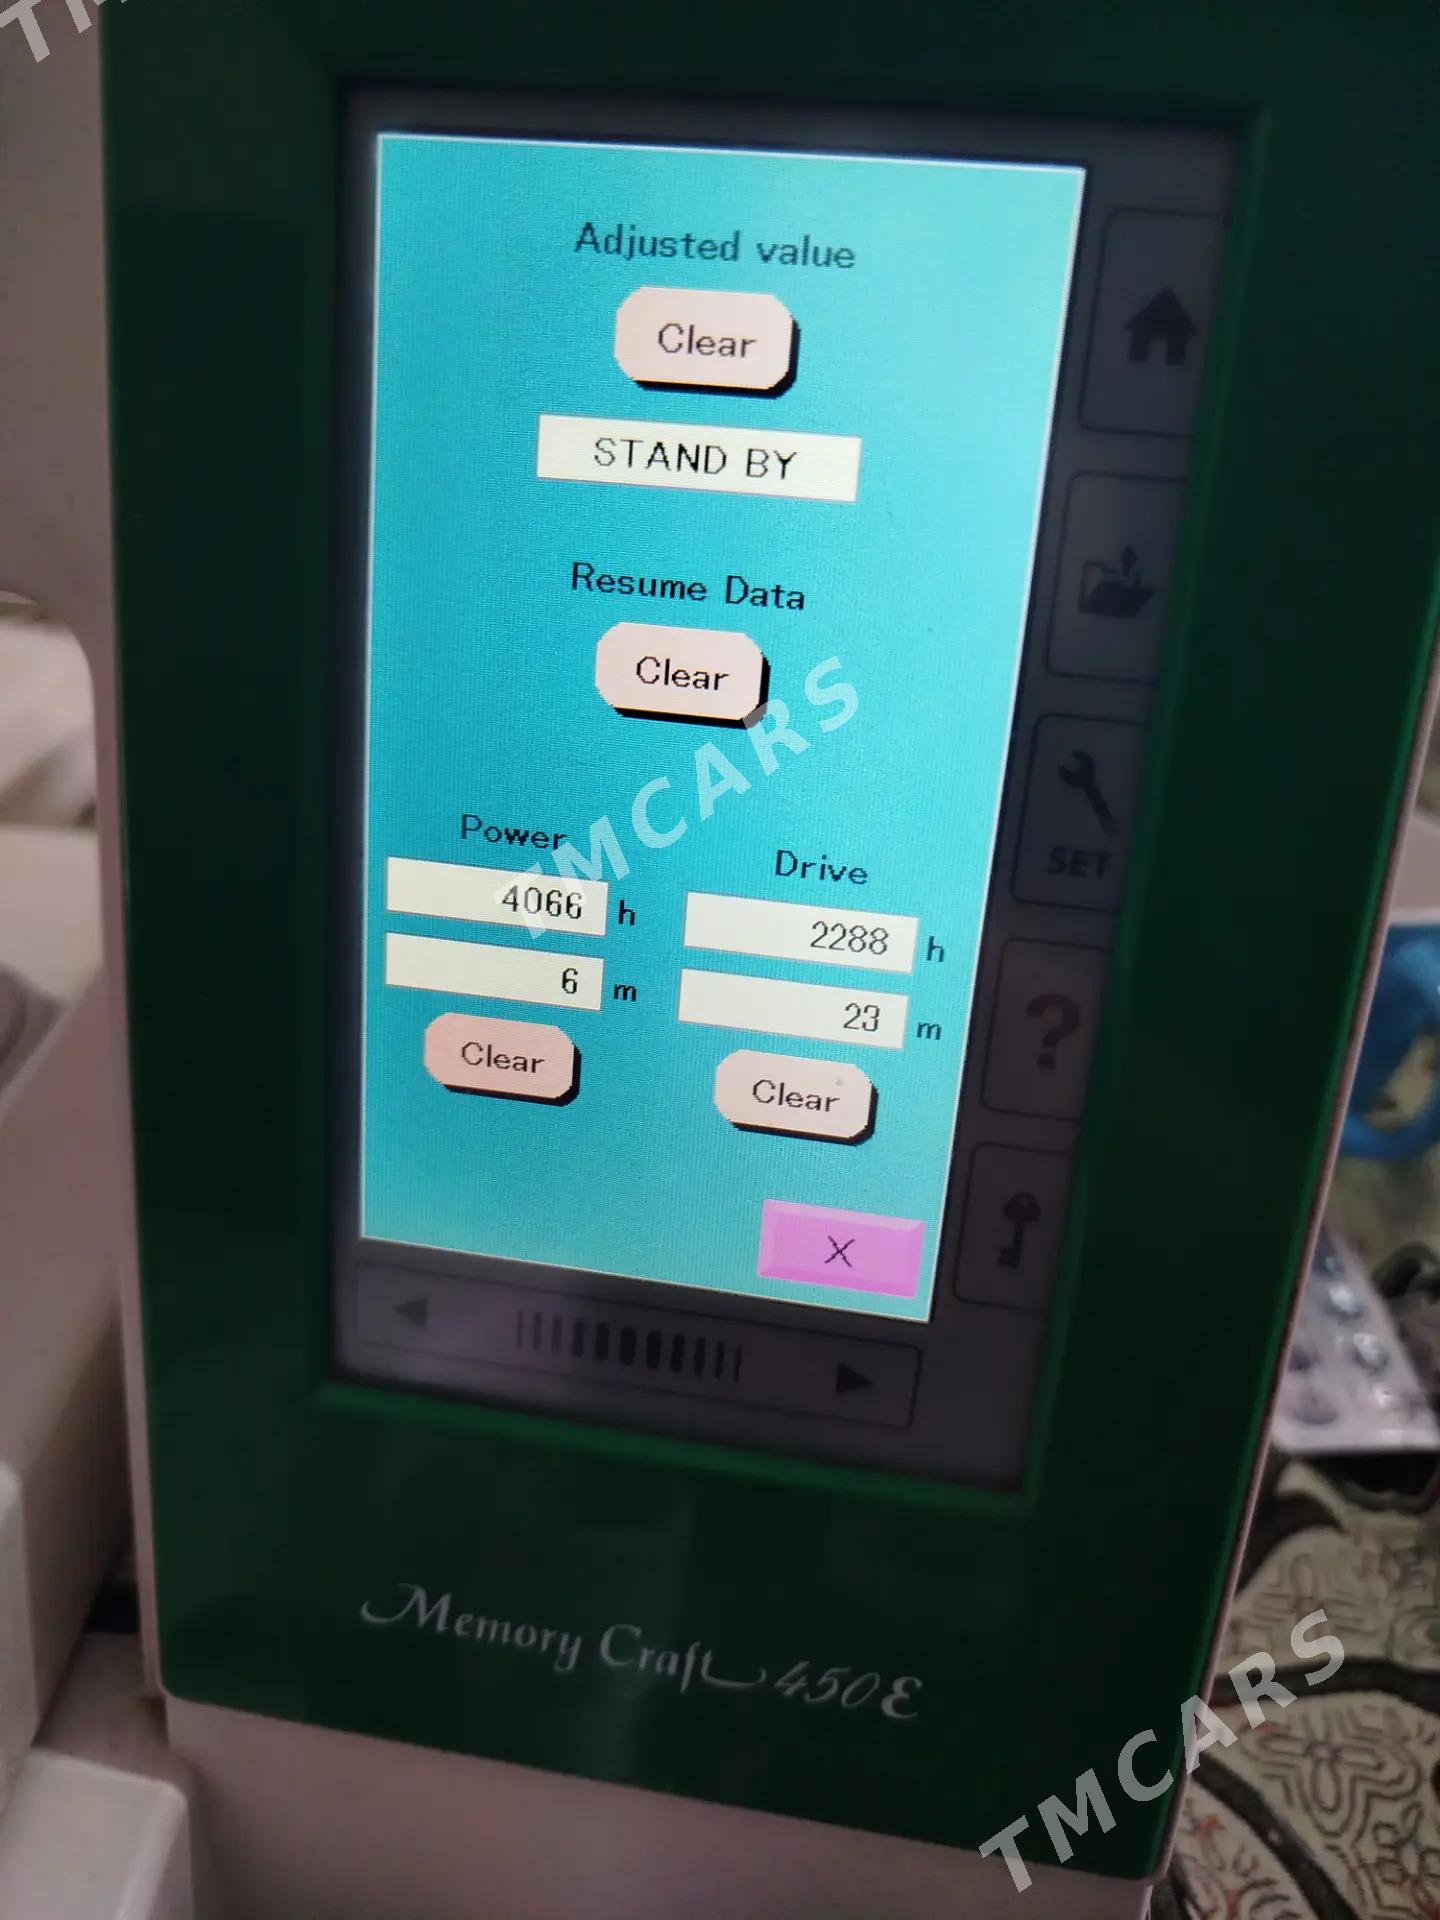 TM
Adjusted value
Clear
STAND BY
Resume Data
Clear
TMCARS
Power
Drive
4066 h
2288 h
6 m
23 m
Clear
Clear
X
SET
?
Memory Craft 450E
TMCARS